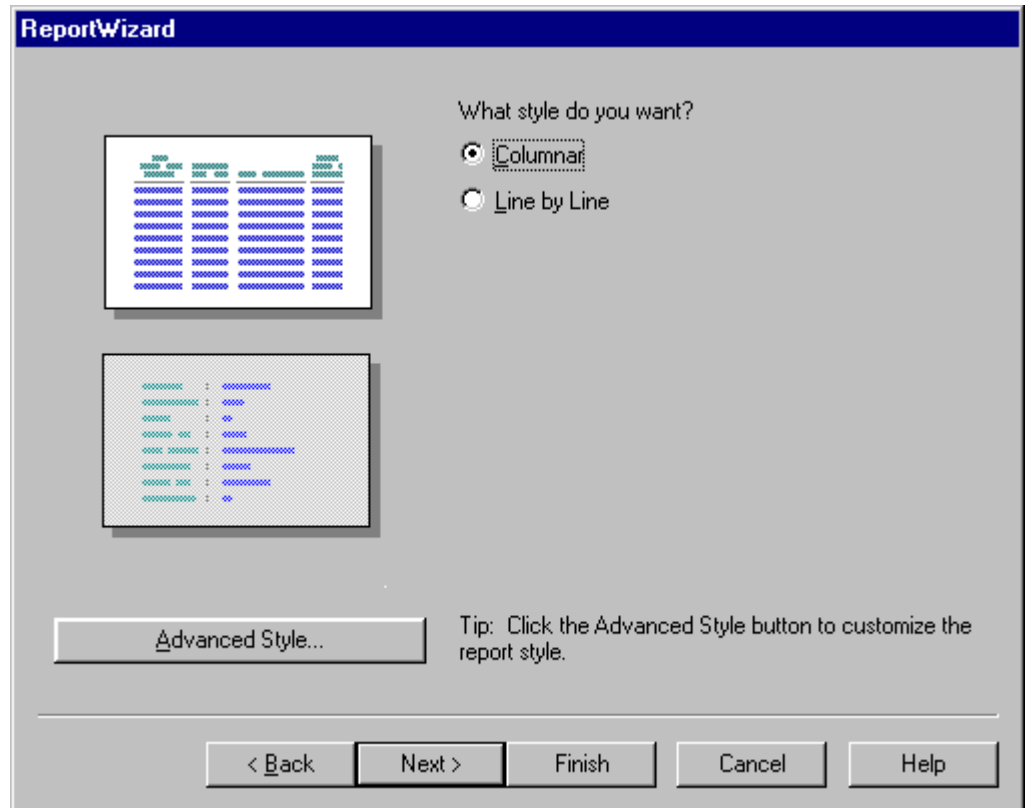 ReportWizard
What style do you want?
Columnar
Line by Line
Advanced Style...
Tip: Click the Advanced Style button to customize the
report style.
< Back
Next >
Finish
Cancel
Help